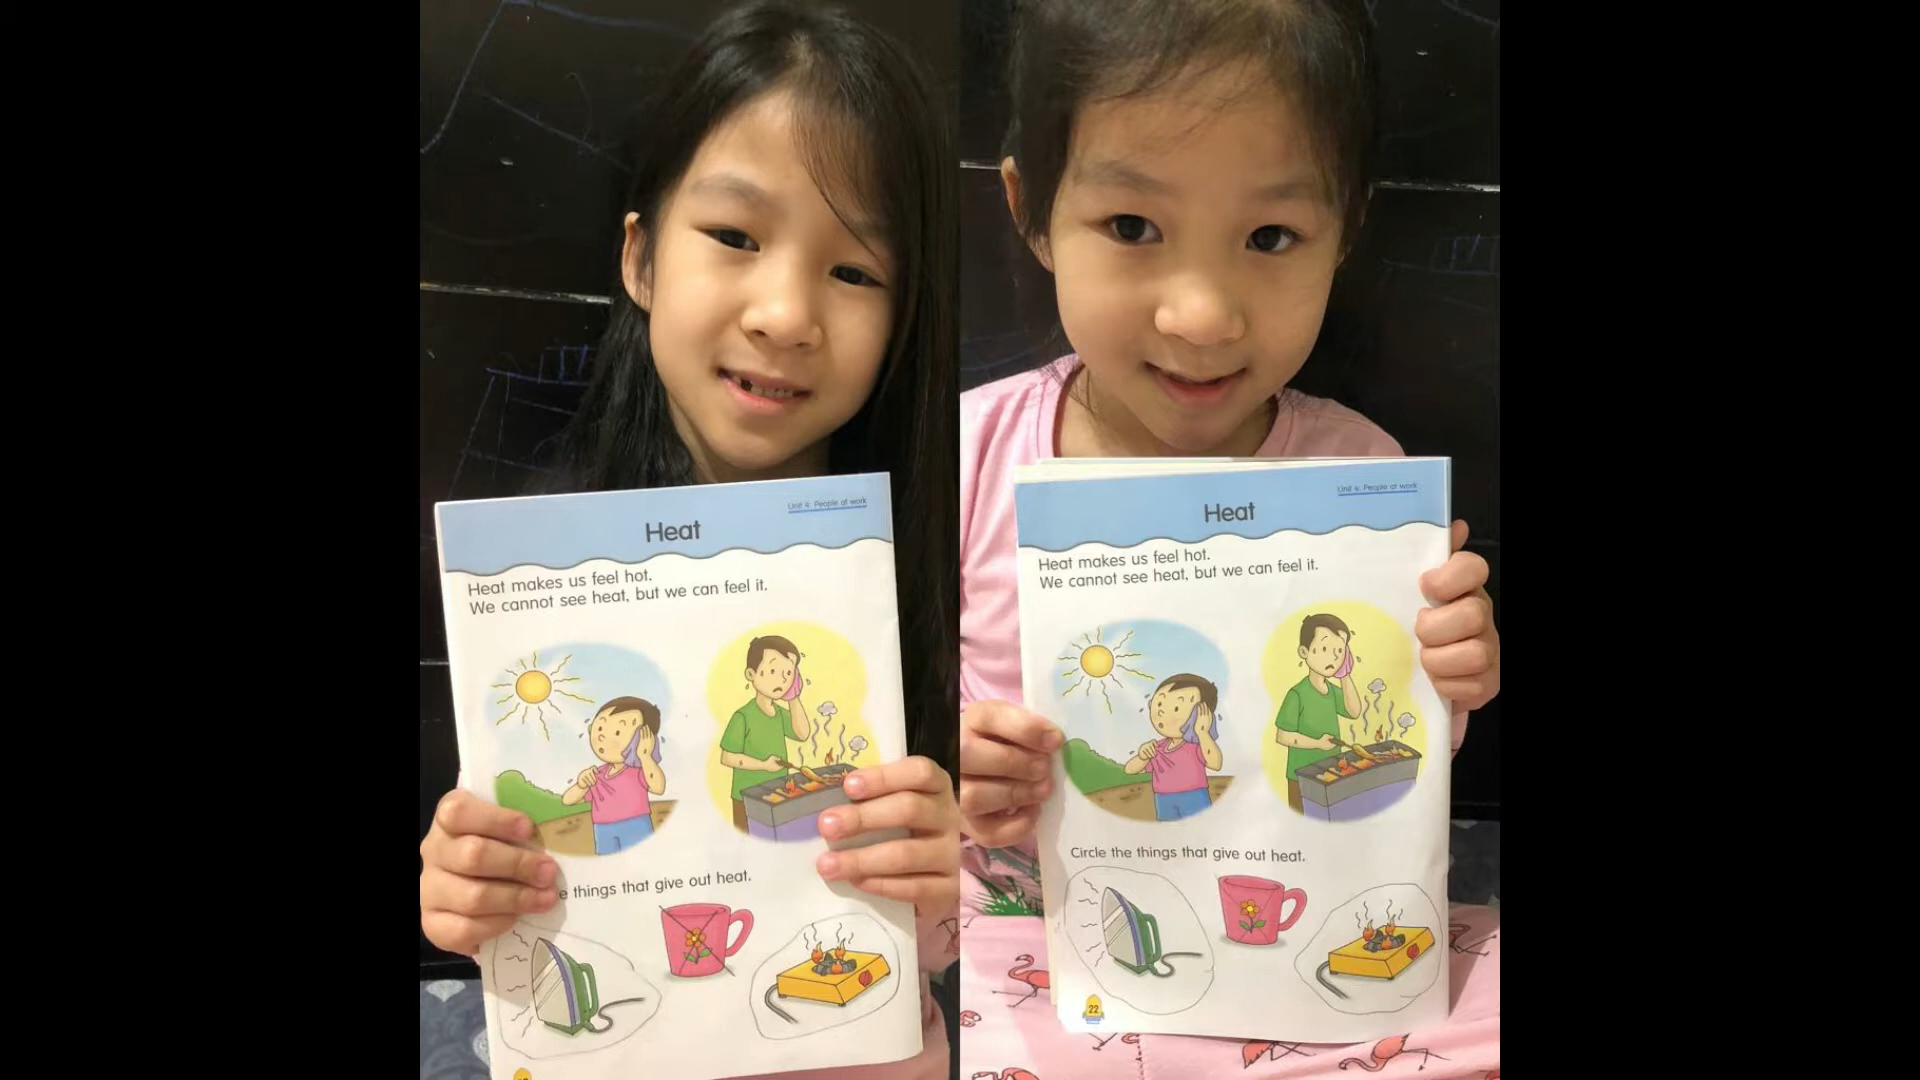 Unit 4: People at work
Heat
Heat makes us feel hot.
We cannot see heat, but we can feel it.
e things that give out heat.
Unit 4: People at work
Heat
Heat makes us feel hot.
We cannot see heat, but we can feel it.
Circle the things that give out heat.
22